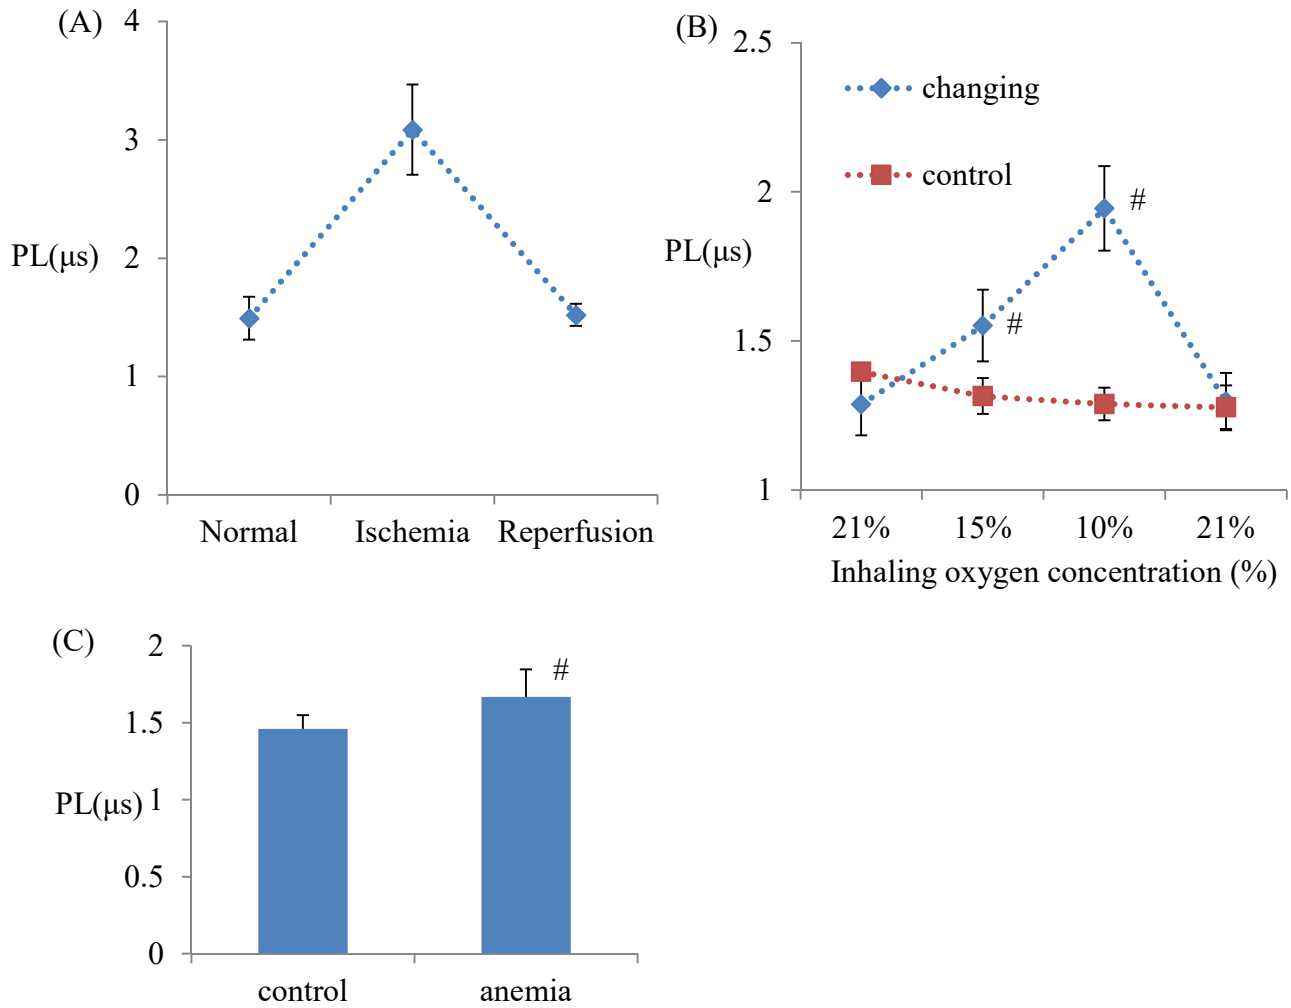 (A)
4
3
PL(μs) 2
1
0
Normal Ischemia Reperfusion
(B)
2.5
changing
2
#
control
PL(μs)
1.5
#
1
21% 15% 10% 21%
Inhaling oxygen concentration (%)
(C)
2
#
1.5
PL(μs) 1
0.5
0
control anemia